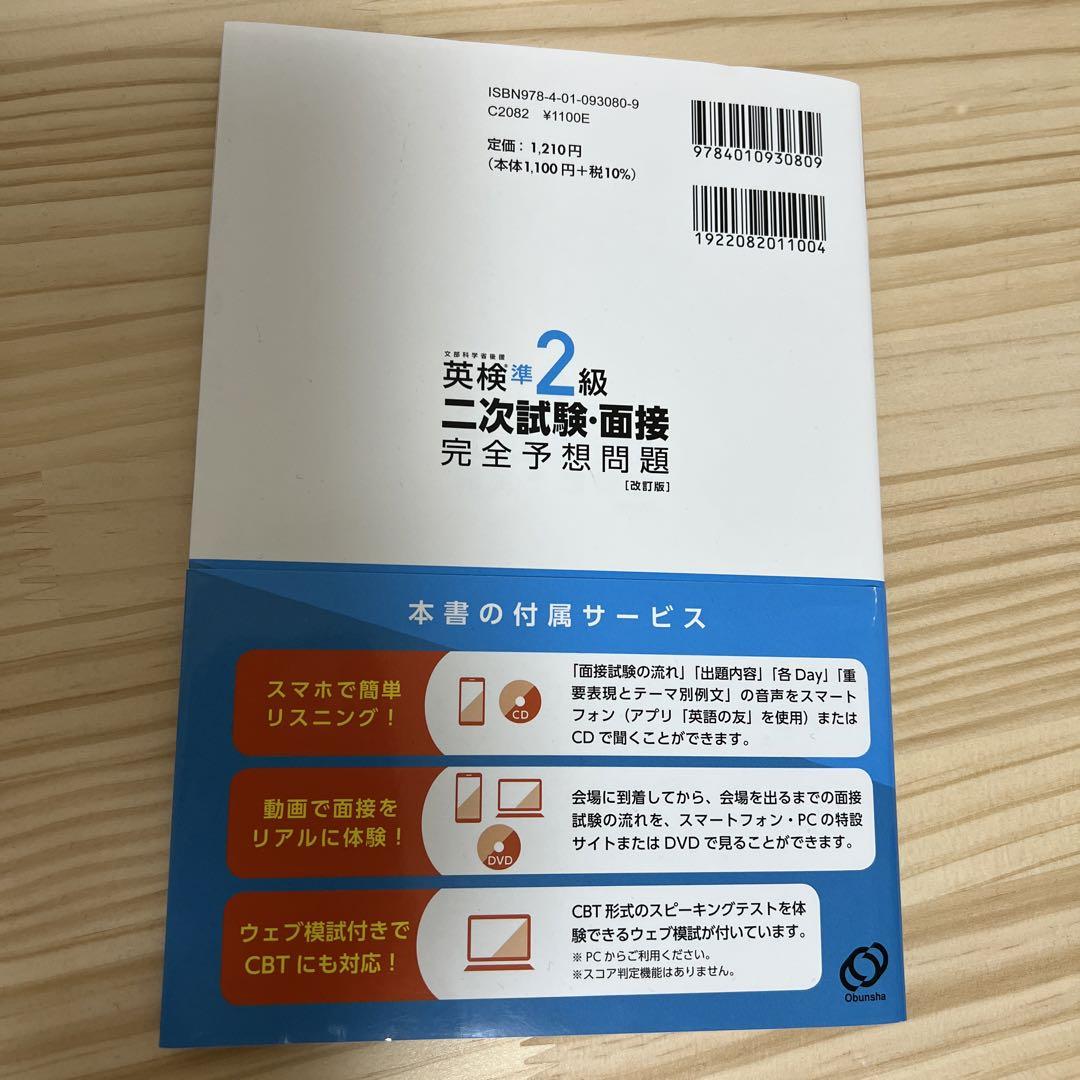 ISBN978-4-01-093080-9
C2082 ¥1100E
定価：1,210円
（本体1,100円＋税10%）
9784010930809
1922082011004
文部科学省後援
英検®準2級
二次試験・面接
完全予想問題
［改訂版］
本書の付属サービス
スマホで簡単
リスニング！
CD
「面接試験の流れ」「出題内容」「各Day」「重
要表現とテーマ別例文」の音声をスマート
フォン（アプリ「英語の友」を使用）または
CDで聞くことができます。
動画で面接を
リアルに体験！
DVD
会場に到着してから、会場を出るまでの面接
試験の流れを、スマートフォン・PCの特設
サイトまたはDVDで見ることができます。
ウェブ模試付きで
CBTにも対応！
CBT形式のスピーキングテストを体
験できるウェブ模試が付いています。
※PCからご利用ください。
※スコア判定機能はありません。
Obunsha